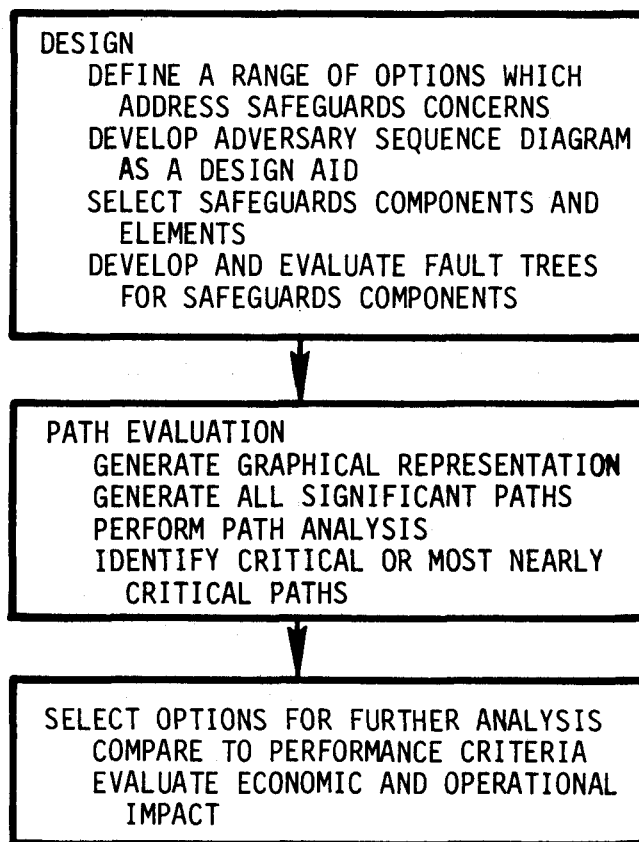 DESIGN
DEFINE A RANGE OF OPTIONS WHICH
ADDRESS SAFEGUARDS CONCERNS
DEVELOP ADVERSARY SEQUENCE DIAGRAM
AS A DESIGN AID
SELECT SAFEGUARDS COMPONENTS AND
ELEMENTS
DEVELOP AND EVALUATE FAULT TREES
FOR SAFEGUARDS COMPONENTS
PATH EVALUATION
GENERATE GRAPHICAL REPRESENTATION
GENERATE ALL SIGNIFICANT PATHS
PERFORM PATH ANALYSIS
IDENTIFY CRITICAL OR MOST NEARLY
CRITICAL PATHS
SELECT OPTIONS FOR FURTHER ANALYSIS
COMPARE TO PERFORMANCE CRITERIA
EVALUATE ECONOMIC AND OPERATIONAL
IMPACT